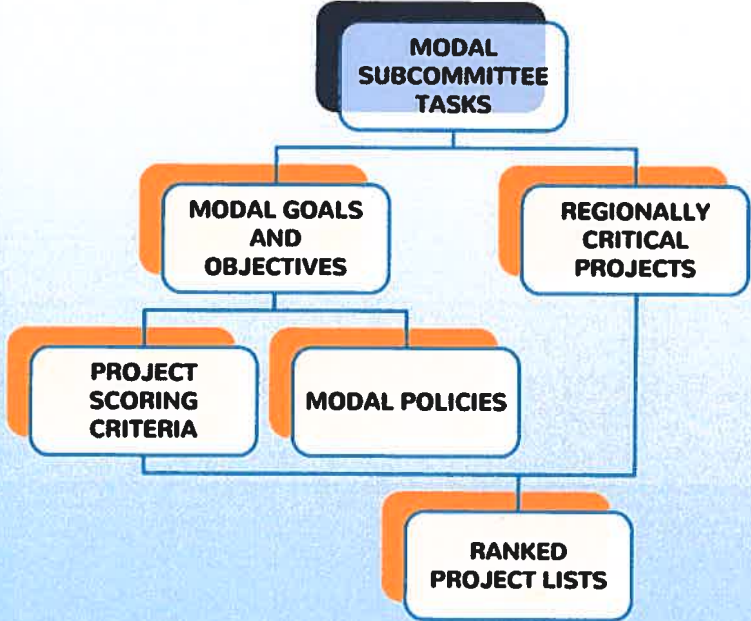 MODAL
SUBCOMMITTEE
TASKS
MODAL GOALS
AND
OBJECTIVES
REGIONALLY
CRITICAL
PROJECTS
PROJECT
SCORING
CRITERIA
MODAL POLICIES
RANKED
PROJECT LISTS